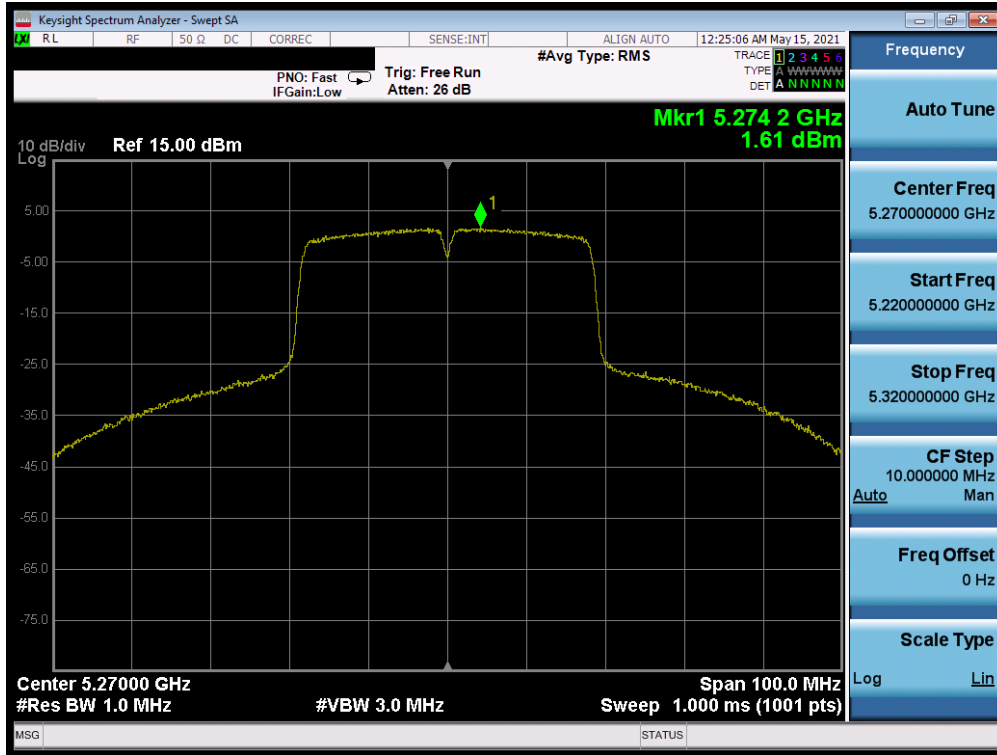 Keysight Spectrum Analyzer - Swept SA
LXI RL RF 50 Ω DC CORREC SENSE:INT ALIGN AUTO 12:25:06 AM May 15, 2021
PNO: Fast
IFGain:Low
Trig: Free Run
Atten: 26 dB
#Avg Type: RMS
TRACE 1 2 3 4 5 6
TYPE A WWWWW
DET A N N N N N
Mkr1 5.274 2 GHz
1.61 dBm
10 dB/div Ref 15.00 dBm
Log
1
5.00
-5.00
-15.0
-25.0
-35.0
-45.0
-55.0
-65.0
-75.0
Center 5.27000 GHz Span 100.0 MHz
#Res BW 1.0 MHz #VBW 3.0 MHz Sweep 1.000 ms (1001 pts)
MSG STATUS
Frequency
Auto Tune
Center Freq
5.270000000 GHz
Start Freq
5.220000000 GHz
Stop Freq
5.320000000 GHz
CF Step
10.000000 MHz
Auto Man
Freq Offset
0 Hz
Scale Type
Log Lin